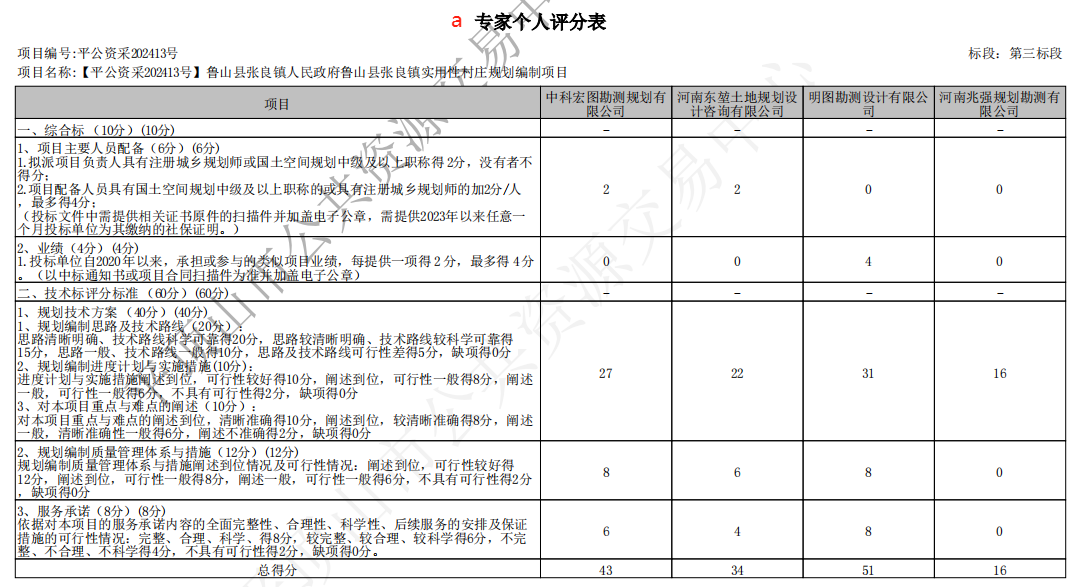 a 专家个人评分表
项目编号:平公资采202413号 标段：第三标段
项目名称:【平公资采202413号】鲁山县张良镇人民政府鲁山县张良镇实用性村庄规划编制项目
项目 中科宏图勘测规划有限公司 河南东堃土地规划设计咨询有限公司 明图勘测设计有限公司 河南兆强规划勘测有限公司
一、综合标（10分）(10分) － － － －
1、项目主要人员配备（6分）(6分)
1.拟派项目负责人具有注册城乡规划师或国土空间规划中级及以上职称得 2分，没有者不
得分；
2.项目配备人员具有国土空间规划中级及以上职称的或具有注册城乡规划师的加2分/人
，最多得4分；
（投标文件中需提供相关证书原件的扫描件并加盖电子公章，需提供2023年以来任意一
个月投标单位为其缴纳的社保证明。）
2 2 0 0
2、业绩（4分）(4分)
1.投标单位自2020 年以来，承担或参与的类似项目业绩，每提供一项得 2 分，最多得 4 分
。（以中标通知书或项目合同扫描件为准并加盖电子公章）
0 0 4 0
二、技术标评分标准（60分）(60分) － － － －
1、规划技术方案（40分）(40分)
1、规划编制思路及技术路线（20分）：
思路清晰明确、技术路线科学可靠得20分，思路较清晰明确、技术路线较科学可靠得
15分，思路一般、技术路线一般得10分，思路及技术路线可行性差得5分，缺项得0分
2、规划编制进度计划与实施措施(10分)：
进度计划与实施措施阐述到位，可行性较好得10分，阐述到位，可行性一般得8分，阐述
一般，可行性一般得6分，不具有可行性得2分，缺项得0分
3、对本项目重点与难点的阐述（10分）：
对本项目重点与难点的阐述到位，清晰准确得10分，阐述到位，较清晰准确得8分，阐述
一般，清晰准确性一般得6分，阐述不准确得2分，缺项得0分
27 22 31 16
2、规划编制质量管理体系与措施（12分）(12分)
规划编制质量管理体系与措施阐述到位情况及可行性情况：阐述到位，可行性较好得
12分，阐述到位，可行性一般得8分，阐述一般，可行性一般得6分，不具有可行性得2分
，缺项得0分
8 6 8 0
3、服务承诺（8分）(8分)
依据对本项目的服务承诺内容的全面完整性、合理性、科学性、后续服务的安排及保证
措施的可行性情况：完整、合理、科学、得8分，较完整、较合理、较科学得6分，不完
整、不合理、不科学得4分，不具有可行性得2分，缺项得0分。
6 4 8 0
总得分 43 34 51 16